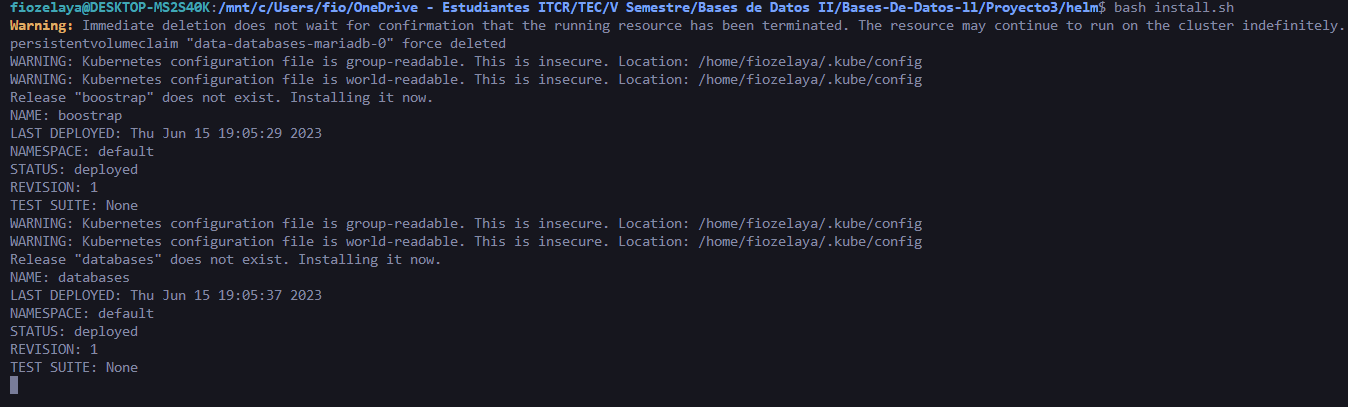 fiozelaya@DESKTOP-MS2S40K:/mnt/c/Users/fio/OneDrive - Estudiantes ITCR/TEC/V Semestre/Bases de Datos II/Bases-De-Datos-ll/Proyecto3/helm$ bash install.sh
Warning: Immediate deletion does not wait for confirmation that the running resource has been terminated. The resource may continue to run on the cluster indefinitely.
persistentvolumeclaim "data-databases-mariadb-0" force deleted
WARNING: Kubernetes configuration file is group-readable. This is insecure. Location: /home/fiozelaya/.kube/config
WARNING: Kubernetes configuration file is world-readable. This is insecure. Location: /home/fiozelaya/.kube/config
Release "boostrap" does not exist. Installing it now.
NAME: boostrap
LAST DEPLOYED: Thu Jun 15 19:05:29 2023
NAMESPACE: default
STATUS: deployed
REVISION: 1
TEST SUITE: None
WARNING: Kubernetes configuration file is group-readable. This is insecure. Location: /home/fiozelaya/.kube/config
WARNING: Kubernetes configuration file is world-readable. This is insecure. Location: /home/fiozelaya/.kube/config
Release "databases" does not exist. Installing it now.
NAME: databases
LAST DEPLOYED: Thu Jun 15 19:05:37 2023
NAMESPACE: default
STATUS: deployed
REVISION: 1
TEST SUITE: None